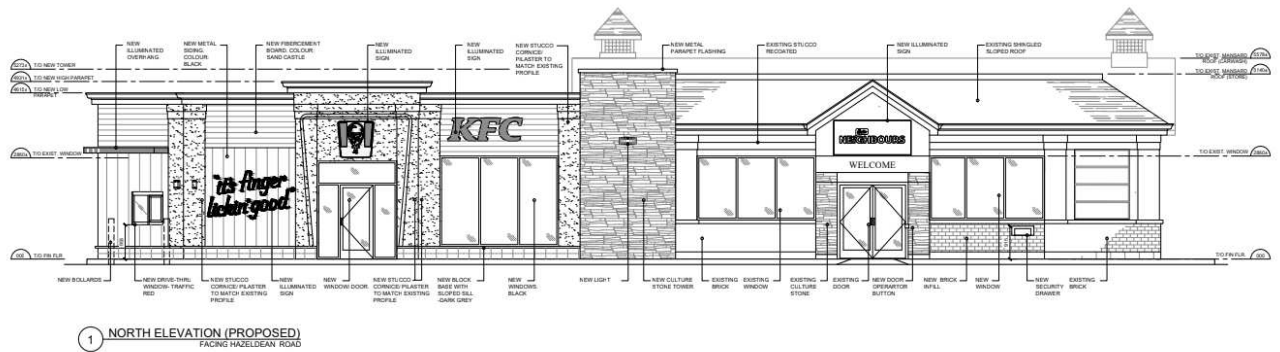 NEW
ILLUMINATED
OVERHANG
NEW METAL
SIDING.
COLOUR:
BLACK
NEW FIBERCEMENT
BOARD. COLOUR:
SAND CASTLE
NEW
ILLUMINATED
SIGN
NEW
ILLUMINATED
SIGN
NEW STUCCO
CORNICE/
PILASTER TO
MATCH EXISTING
PROFILE
NEW METAL
PARAPET FLASHING
EXISTING STUCCO
RECOATED
NEW ILLUMINATED
SIGN
EXISTING SHINGLED
SLOPED ROOF
T/O EXIST. MANSARD
ROOF (CARWASH)
T/O EXIST. MANSARD
ROOF (STORE)
T/O NEW TOWER
T/O NEW HIGH PARAPET
T/O NEW LOW
PARAPET
T/O EXIST. WINDOW
T/O EXIST. WINDOW
KFC
"it's finger
lickin' good"
NEIGHBOURS
WELCOME
000
T/O FIN FLR
T/O FIN FLR
000
NEW BOLLARDS
NEW DRIVE-THRU
WINDOW- TRAFFIC
RED
NEW STUCCO
CORNICE/ PILASTER
TO MATCH EXISTING
PROFILE
NEW
ILLUMINATED
SIGN
NEW
WINDOW/ DOOR
NEW STUCCO
CORNICE/ PILASTER
TO MATCH EXISTING
PROFILE
NEW BLOCK
BASE WITH
SLOPED SILL
-DARK GREY
NEW
WINDOWS
BLACK
NEW LIGHT
NEW CULTURE
STONE TOWER
EXISTING
BRICK
EXISTING
WINDOW
EXISTING
CULTURE
STONE
EXISTING
DOOR
NEW DOOR
OPERARTOR
BUTTON
NEW BRICK
INFILL
NEW
WINDOW
NEW
SECURITY
DRAWER
EXISTING
BRICK
1
NORTH ELEVATION (PROPOSED)
FACING HAZELDEAN ROAD